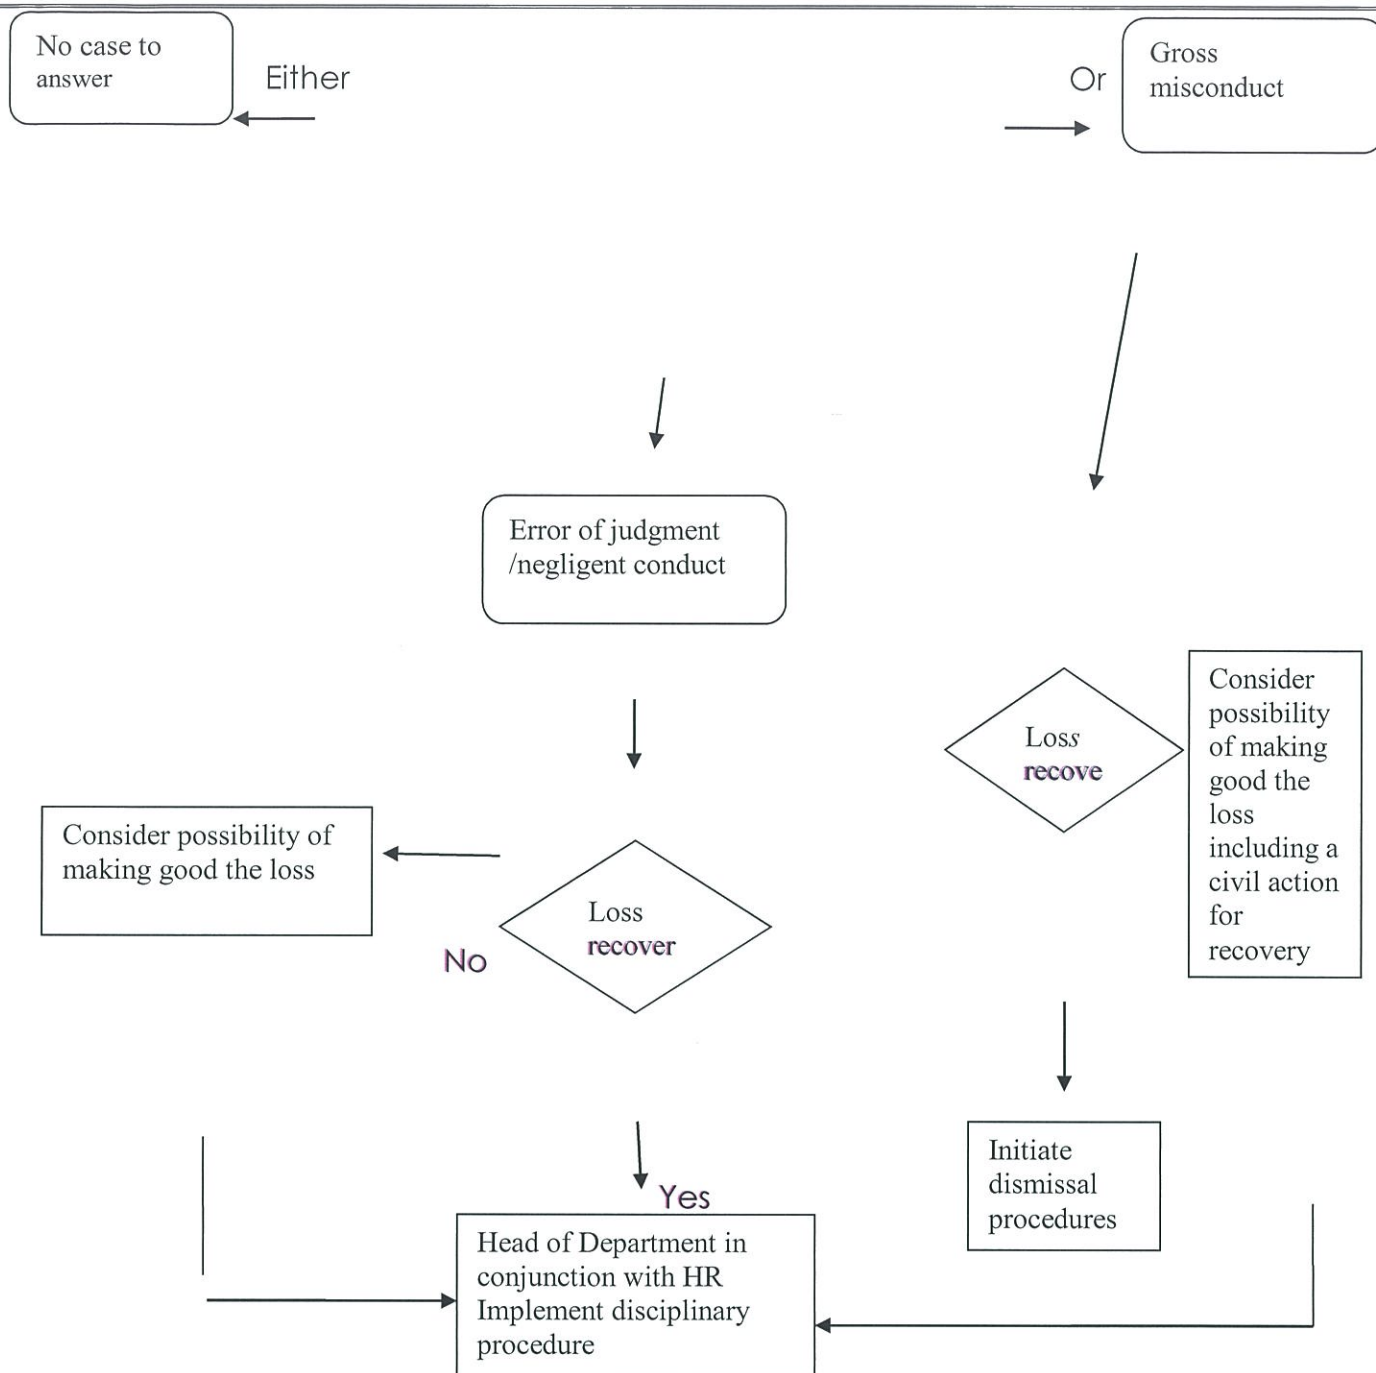 No case to
answer
Either
Or
Gross
misconduct
Error of judgment
/negligent conduct
Loss
recove
Consider
possibility
of making
good the
loss
including a
civil action
for
recovery
Consider possibility of
making good the loss
No
Loss
recover
Yes
Initiate
dismissal
procedures
Head of Department in
conjunction with HR
Implement disciplinary
procedure